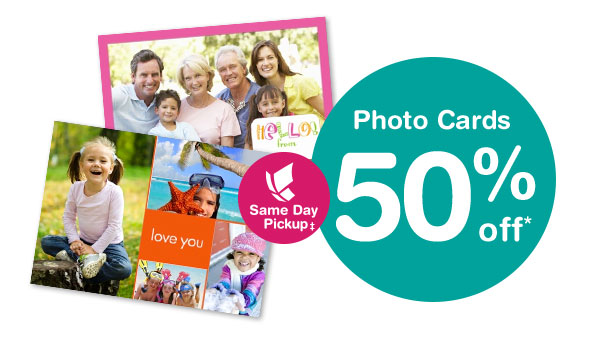 Hello!
from
love you
Same Day
Pickup‡
Photo Cards
50%
off*